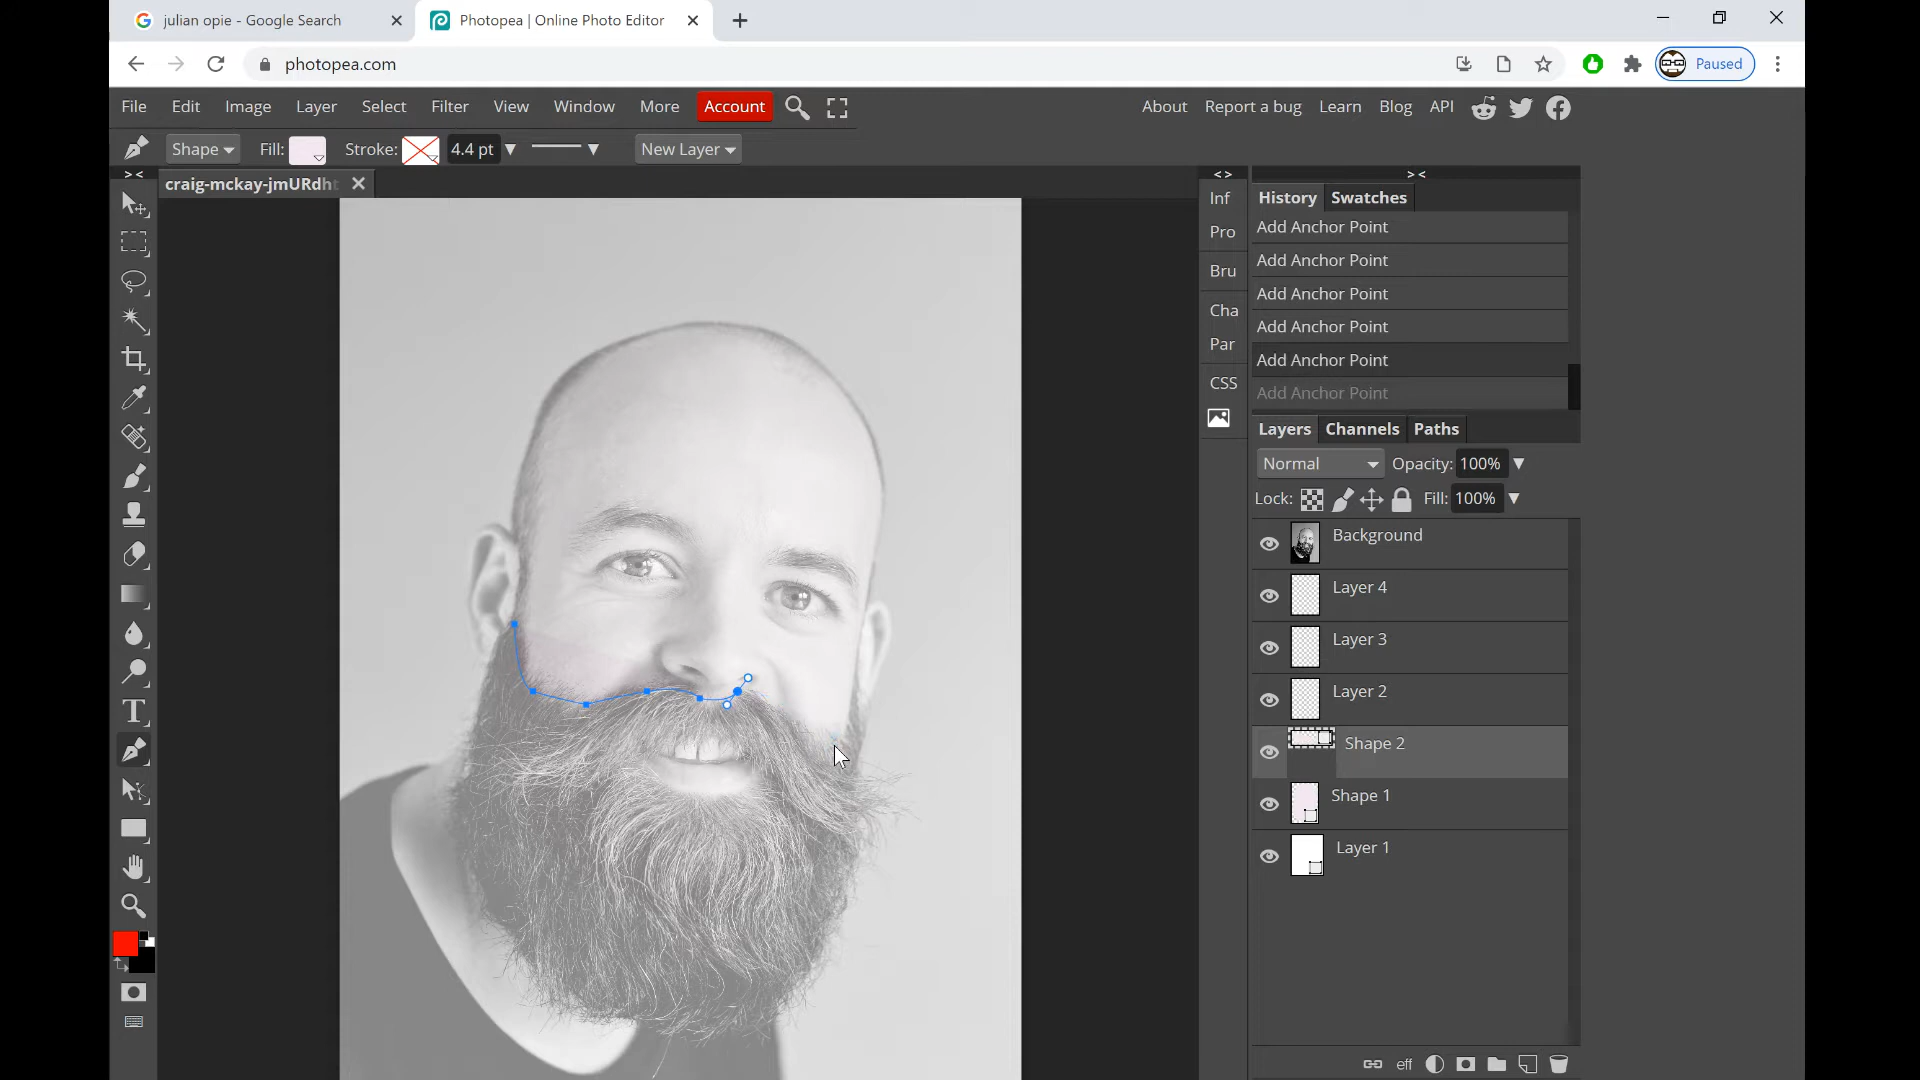 julian opie - Google Search
Photopea | Online Photo Editor
photopea.com
Paused
File Edit Image Layer Select Filter View Window More Account
About Report a bug Learn Blog API
Shape Fill: Stroke: 4.4 pt New Layer
craig-mckay-jmURdht
Inf
Pro
Bru
Cha
Par
CSS
History Swatches
Add Anchor Point
Add Anchor Point
Add Anchor Point
Add Anchor Point
Add Anchor Point
Add Anchor Point
Layers Channels Paths
Normal Opacity: 100%
Lock: Fill: 100%
Background
Layer 4
Layer 3
Layer 2
Shape 2
Shape 1
Layer 1
eff